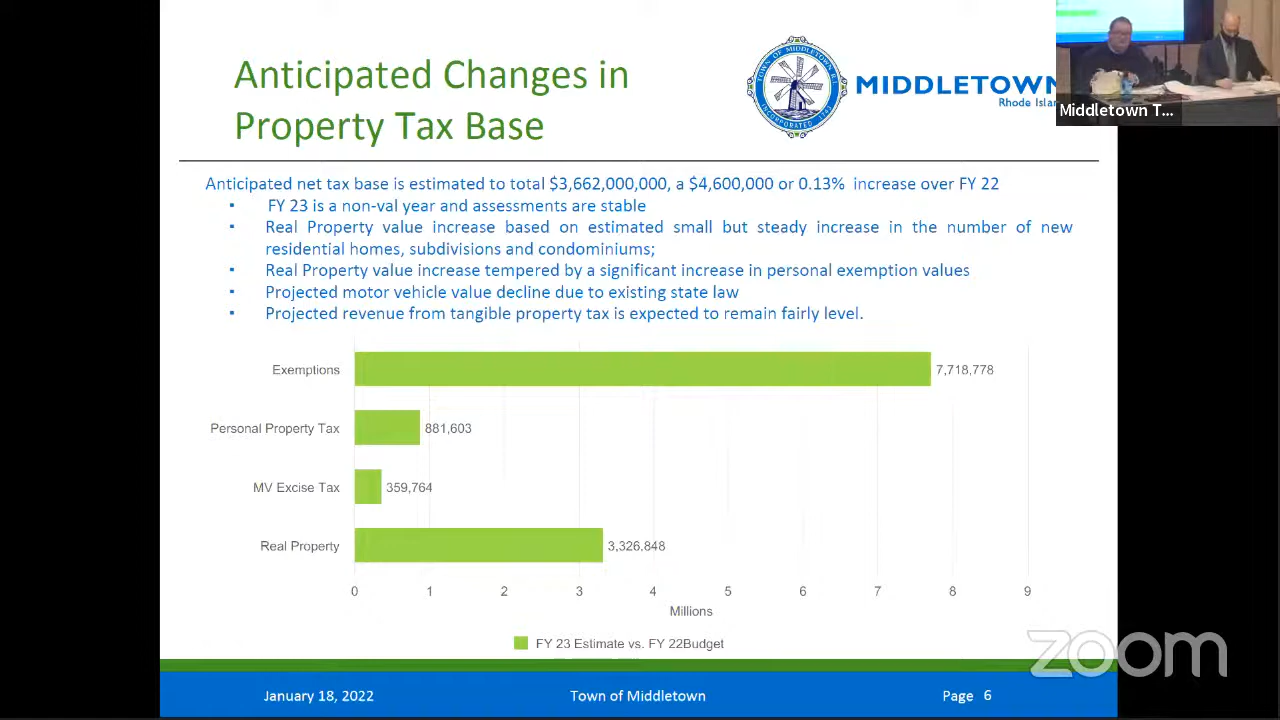 Anticipated Changes in
Property Tax Base
TOWN OF MIDDLETOWN R.I.
INCORPORATED 1743
MIDDLETOWN
Rhode Islan
Middletown T...
Anticipated net tax base is estimated to total $3,662,000,000, a $4,600,000 or 0.13% increase over FY 22
▪ FY 23 is a non-val year and assessments are stable
▪ Real Property value increase based on estimated small but steady increase in the number of new
residential homes, subdivisions and condominiums;
▪ Real Property value increase tempered by a significant increase in personal exemption values
▪ Projected motor vehicle value decline due to existing state law
▪ Projected revenue from tangible property tax is expected to remain fairly level.
Exemptions 7,718,778
Personal Property Tax 881,603
MV Excise Tax 359,764
Real Property 3,326,848
0 1 2 3 4 5 6 7 8 9
Millions
FY 23 Estimate vs. FY 22Budget
zoom
January 18, 2022 Town of Middletown Page 6